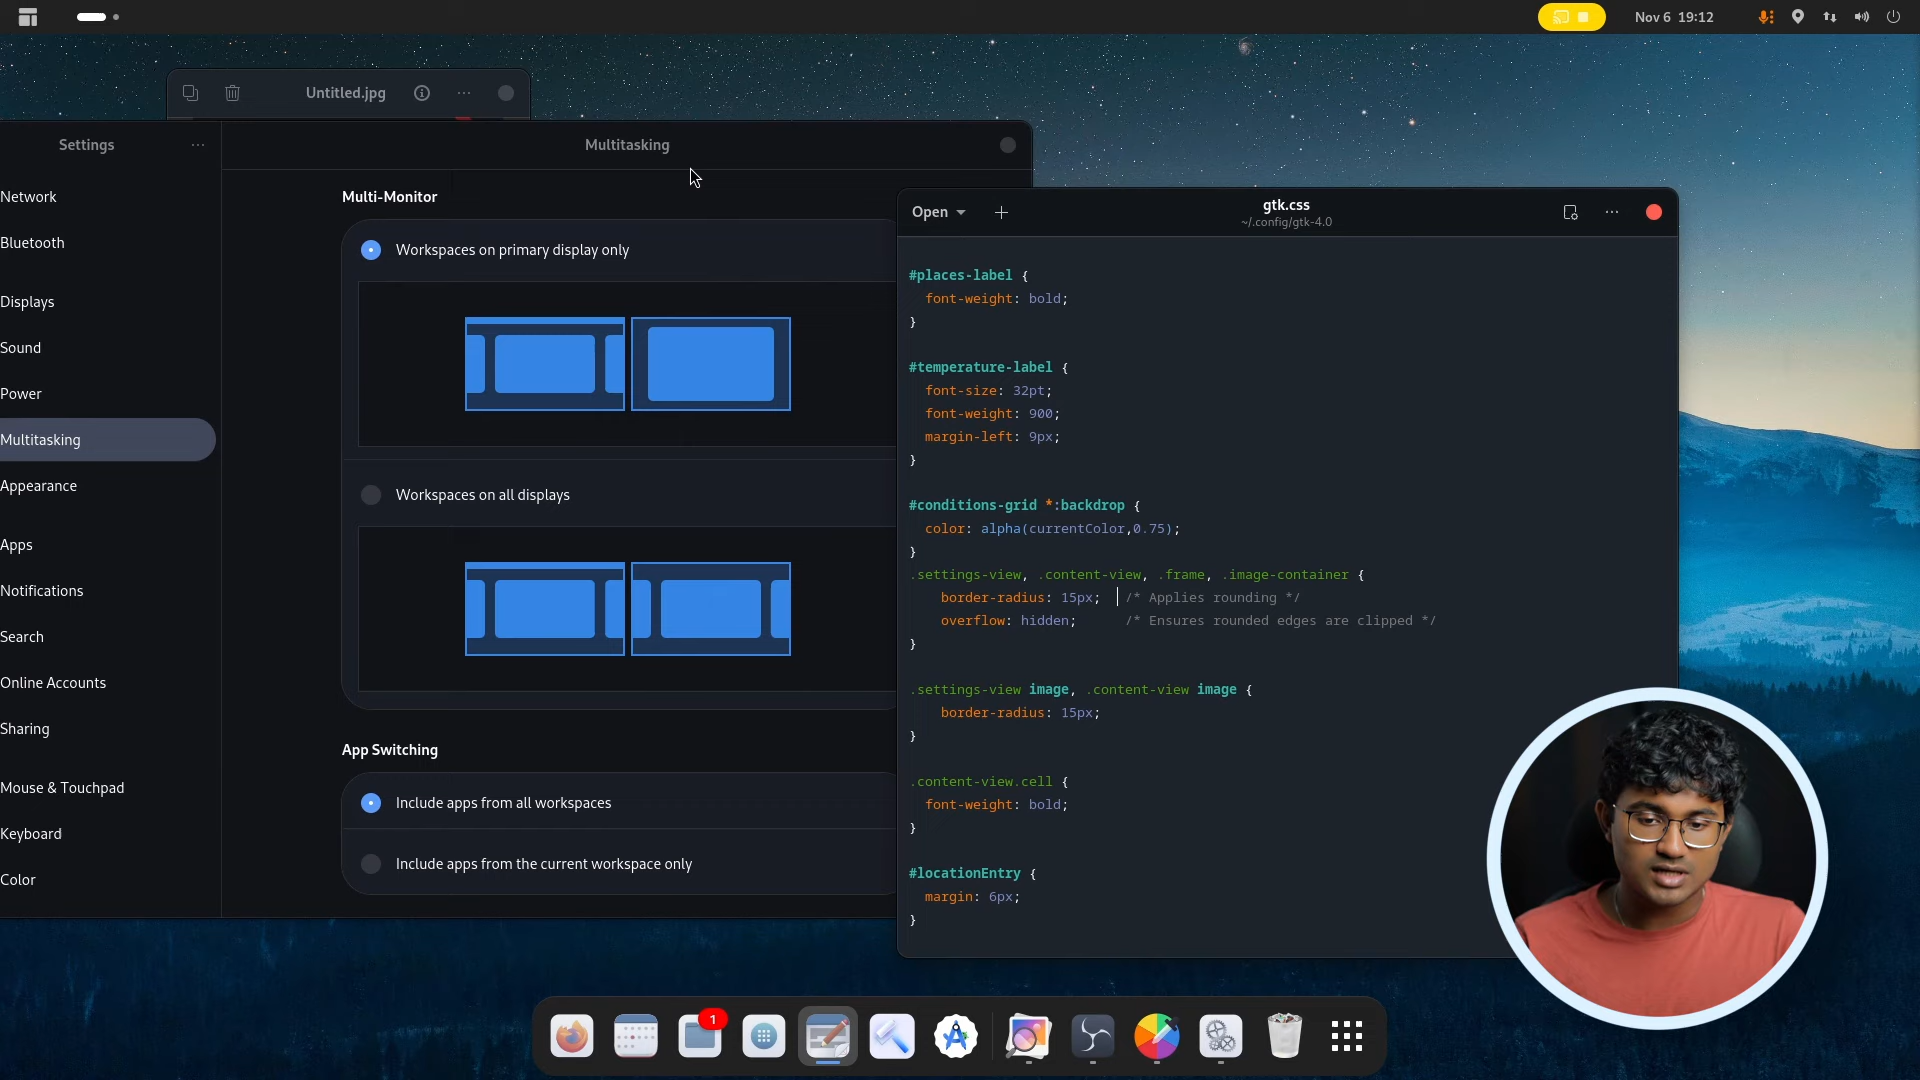 Nov 6 19:12
Untitled.jpg
Settings
Multitasking
Network
Bluetooth
Displays
Sound
Power
Multitasking
Appearance
Apps
Notifications
Search
Online Accounts
Sharing
Mouse & Touchpad
Keyboard
Color
Multi-Monitor
Workspaces on primary display only
Workspaces on all displays
App Switching
Include apps from all workspaces
Include apps from the current workspace only
Open
gtk.css
~/.config/gtk-4.0
#places-label {
font-weight: bold;
}
#temperature-label {
font-size: 32pt;
font-weight: 900;
margin-left: 9px;
}
#conditions-grid *:backdrop {
color: alpha(currentColor,0.75);
}
.settings-view, .content-view, .frame, .image-container {
border-radius: 15px; /* Applies rounding */
overflow: hidden; /* Ensures rounded edges are clipped */
}
.settings-view image, .content-view image {
border-radius: 15px;
}
.content-view.cell {
font-weight: bold;
}
#locationEntry {
margin: 6px;
}
1